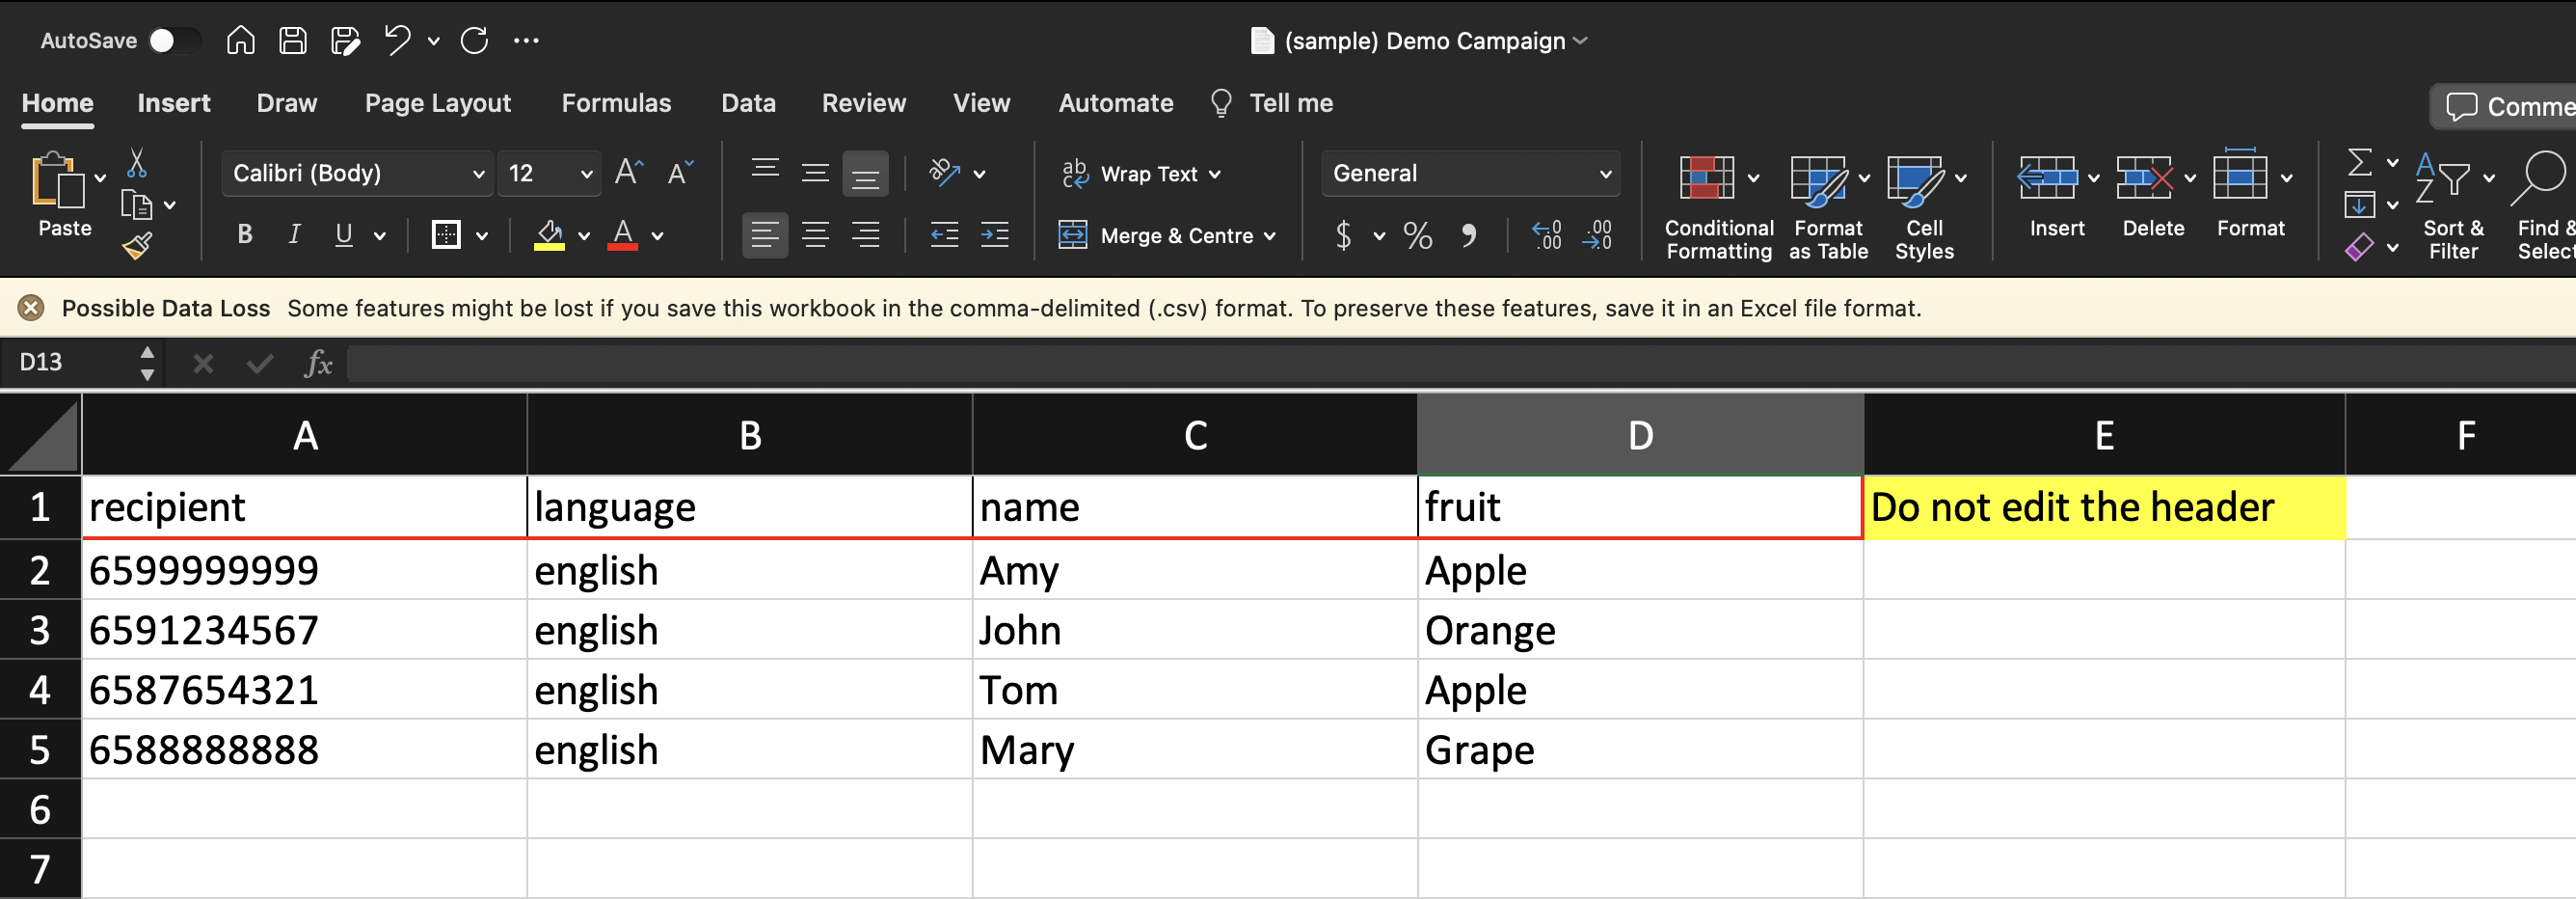 AutoSave (sample) Demo Campaign
Home Insert Draw Page Layout Formulas Data Review View Automate Tell me Comme
Calibri (Body) 12 ab Wrap Text General
Paste B I U A Merge & Centre $ % Conditional Formatting Format as Table Cell Styles Insert Delete Format Sort & Filter Find & Select
Possible Data Loss Some features might be lost if you save this workbook in the comma-delimited (.csv) format. To preserve these features, save it in an Excel file format.
D13 fx
A B C D E F
1 recipient language name fruit Do not edit the header
2 6599999999 english Amy Apple
3 6591234567 english John Orange
4 6587654321 english Tom Apple
5 6588888888 english Mary Grape
6
7